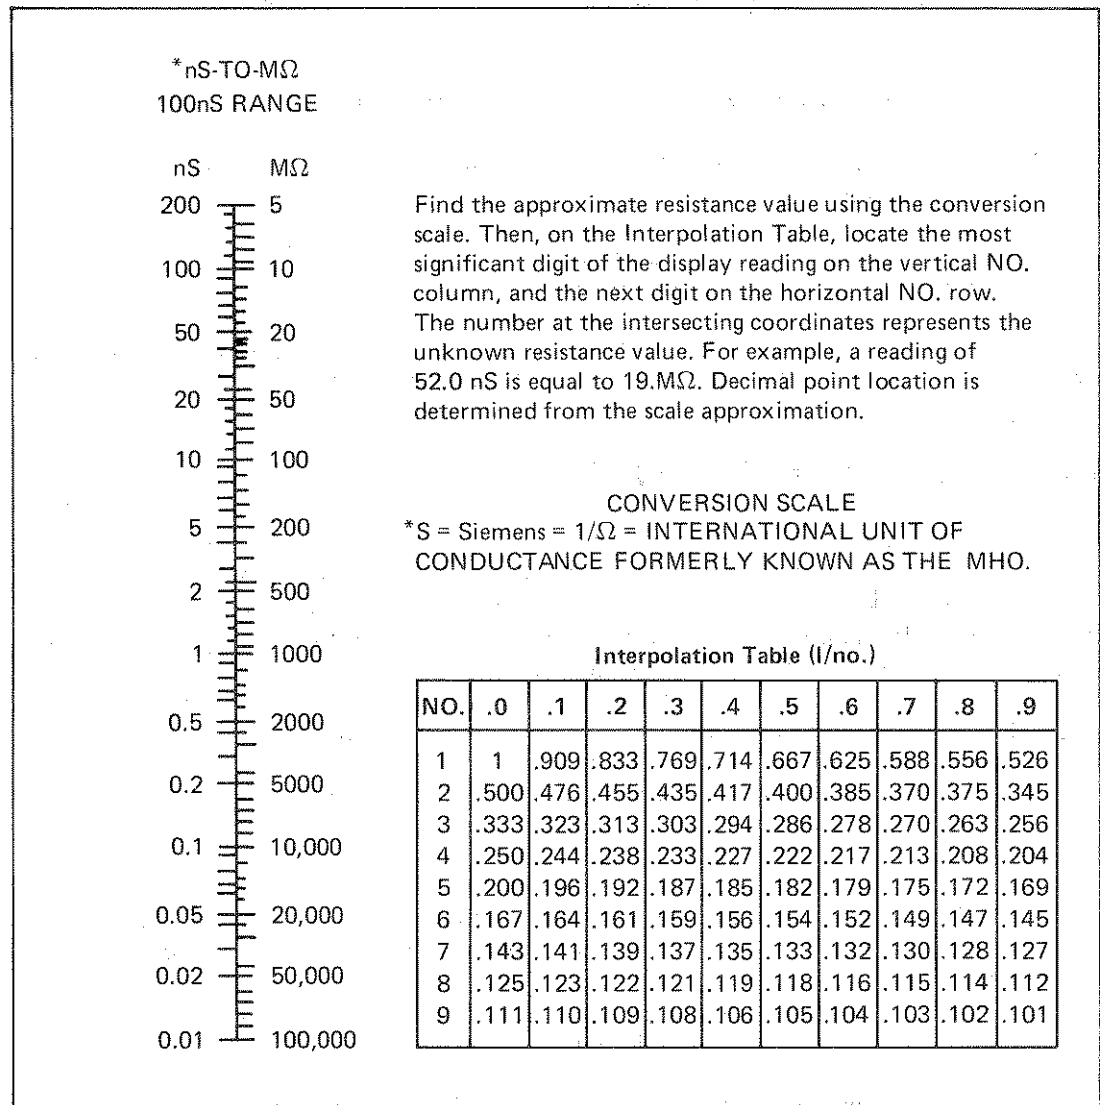 *nS-TO-MΩ
100nS RANGE
nS MΩ
200 5
100 10
50 20
20 50
10 100
5 200
2 500
1 1000
0.5 2000
0.2 5000
0.1 10,000
0.05 20,000
0.02 50,000
0.01 100,000
Find the approximate resistance value using the conversion
scale. Then, on the Interpolation Table, locate the most
significant digit of the display reading on the vertical NO.
column, and the next digit on the horizontal NO. row.
The number at the intersecting coordinates represents the
unknown resistance value. For example, a reading of
52.0 nS is equal to 19.MΩ. Decimal point location is
determined from the scale approximation.
CONVERSION SCALE
*S = Siemens = 1/Ω = INTERNATIONAL UNIT OF
CONDUCTANCE FORMERLY KNOWN AS THE MHO.
Interpolation Table (I/no.)
NO. .0 .1 .2 .3 .4 .5 .6 .7 .8 .9
1 1 .909 .833 .769 .714 .667 .625 .588 .556 .526
2 .500 .476 .455 .435 .417 .400 .385 .370 .375 .345
3 .333 .323 .313 .303 .294 .286 .278 .270 .263 .256
4 .250 .244 .238 .233 .227 .222 .217 .213 .208 .204
5 .200 .196 .192 .187 .185 .182 .179 .175 .172 .169
6 .167 .164 .161 .159 .156 .154 .152 .149 .147 .145
7 .143 .141 .139 .137 .135 .133 .132 .130 .128 .127
8 .125 .123 .122 .121 .119 .118 .116 .115 .114 .112
9 .111 .110 .109 .108 .106 .105 .104 .103 .102 .101